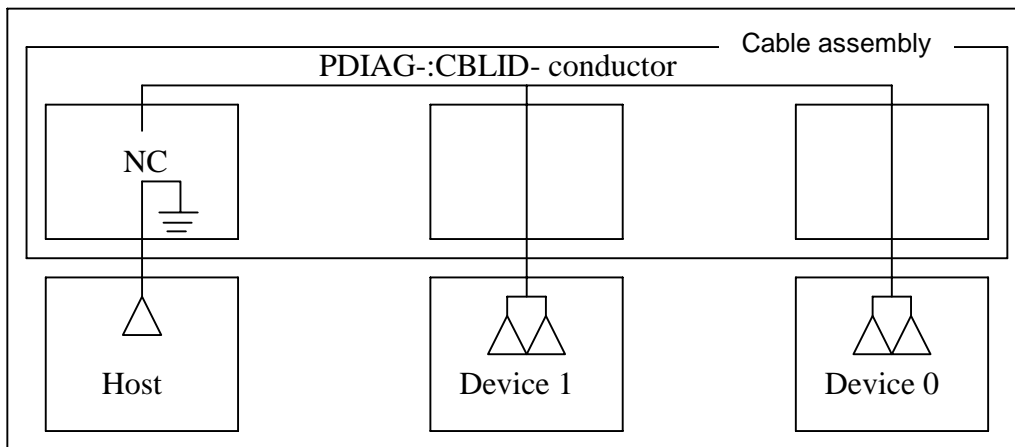 Cable assembly
PDIAG-:CBLID- conductor
NC
Host
Device 1
Device 0